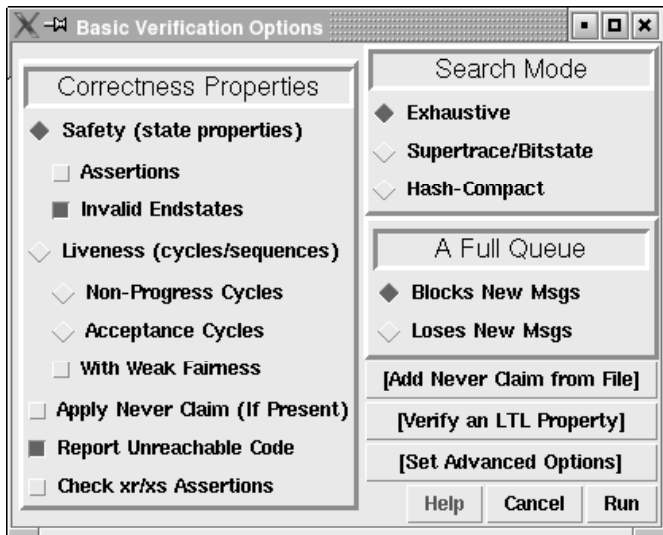 Basic Verification Options
Correctness Properties
Safety (state properties)
Assertions
Invalid Endstates
Liveness (cycles/sequences)
Non-Progress Cycles
Acceptance Cycles
With Weak Fairness
Apply Never Claim (If Present)
Report Unreachable Code
Check xr/xs Assertions
Search Mode
Exhaustive
Supertrace/Bitstate
Hash-Compact
A Full Queue
Blocks New Msgs
Loses New Msgs
[Add Never Claim from File]
[Verify an LTL Property]
[Set Advanced Options]
Help Cancel Run